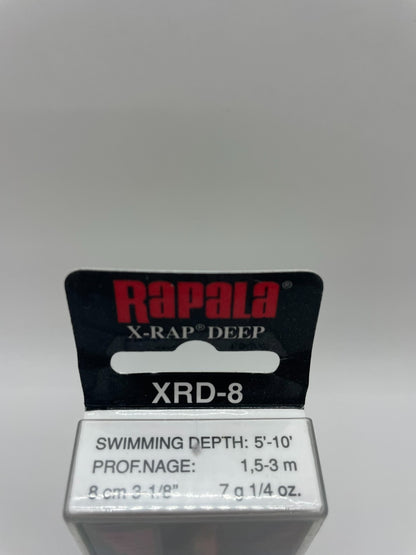 Rapala®
X-RAP® DEEP
XRD-8
SWIMMING DEPTH: 5'-10'
PROF.NAGE: 1,5-3 m
8 cm 3-1/8" 7 g 1/4 oz.